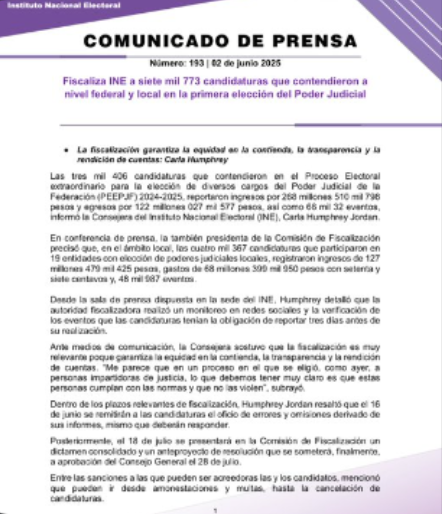 Instituto Nacional Electoral
COMUNICADO DE PRENSA
Número: 193 | 02 de junio 2025
Fiscaliza INE a siete mil 773 candidaturas que contendieron a
nivel federal y local en la primera elección del Poder Judicial
• La fiscalización garantiza la equidad en la contienda, la transparencia y la
rendición de cuentas: Carla Humphrey
Las tres mil 406 candidaturas que contendieron en el Proceso Electoral
extraordinario para la elección de diversos cargos del Poder Judicial de la
Federación (PEEPJF) 2024-2025, reportaron ingresos por 268 millones 510 mil 796
pesos y egresos por 122 millones 027 mil 577 pesos, así como 66 mil 32 eventos,
informó la Consejera del Instituto Nacional Electoral (INE), Carla Humphrey Jordan.
En conferencia de prensa, la también presidenta de la Comisión de Fiscalización
precisó que, en el ámbito local, las cuatro mil 367 candidaturas que participaron en
19 entidades con elección de poderes judiciales locales, registraron ingresos de 127
millones 479 mil 425 pesos, gastos de 68 millones 399 mil 950 pesos con setenta y
siete centavos y, 48 mil 987 eventos.
Desde la sala de prensa dispuesta en la sede del INE, Humphrey detalló que la
autoridad fiscalizadora realizó un monitoreo en redes sociales y la verificación de
los eventos que las candidaturas tenían la obligación de reportar tres días antes de
su realización.
Ante medios de comunicación, la Consejera sostuvo que la fiscalización es muy
relevante poque garantiza la equidad en la contienda, la transparencia y la rendición
de cuentas. "Me parece que en un proceso en el que se eligió, como ayer, a
personas impartidoras de justicia, lo que debemos tener muy claro es que estas
personas cumplan con las normas y que no las violen", subrayó.
Dentro de los plazos relevantes de fiscalización, Humphrey Jordan resaltó que el 16
de junio se remitirán a las candidaturas el oficio de errores y omisiones derivado de
sus informes, mismo que deberán responder.
Posteriormente, el 18 de julio se presentará en la Comisión de Fiscalización un
dictamen consolidado y un anteproyecto de resolución que se someterá, finalmente,
a aprobación del Consejo General el 28 de julio.
Entre las sanciones a las que pueden ser acreedoras las y los candidatos, mencionó
que pueden ir desde amonestaciones y multas, hasta la cancelación de
candidaturas.
1